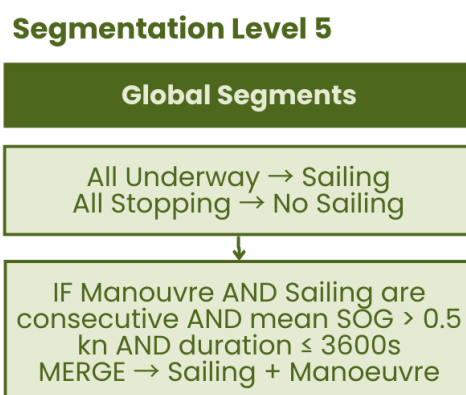 Segmentation Level 5
Global Segments
All Underway → Sailing
All Stopping → No Sailing
IF Manouvre AND Sailing are
consecutive AND mean SOG > 0.5
kn AND duration ≤ 3600s
MERGE → Sailing + Manoeuvre